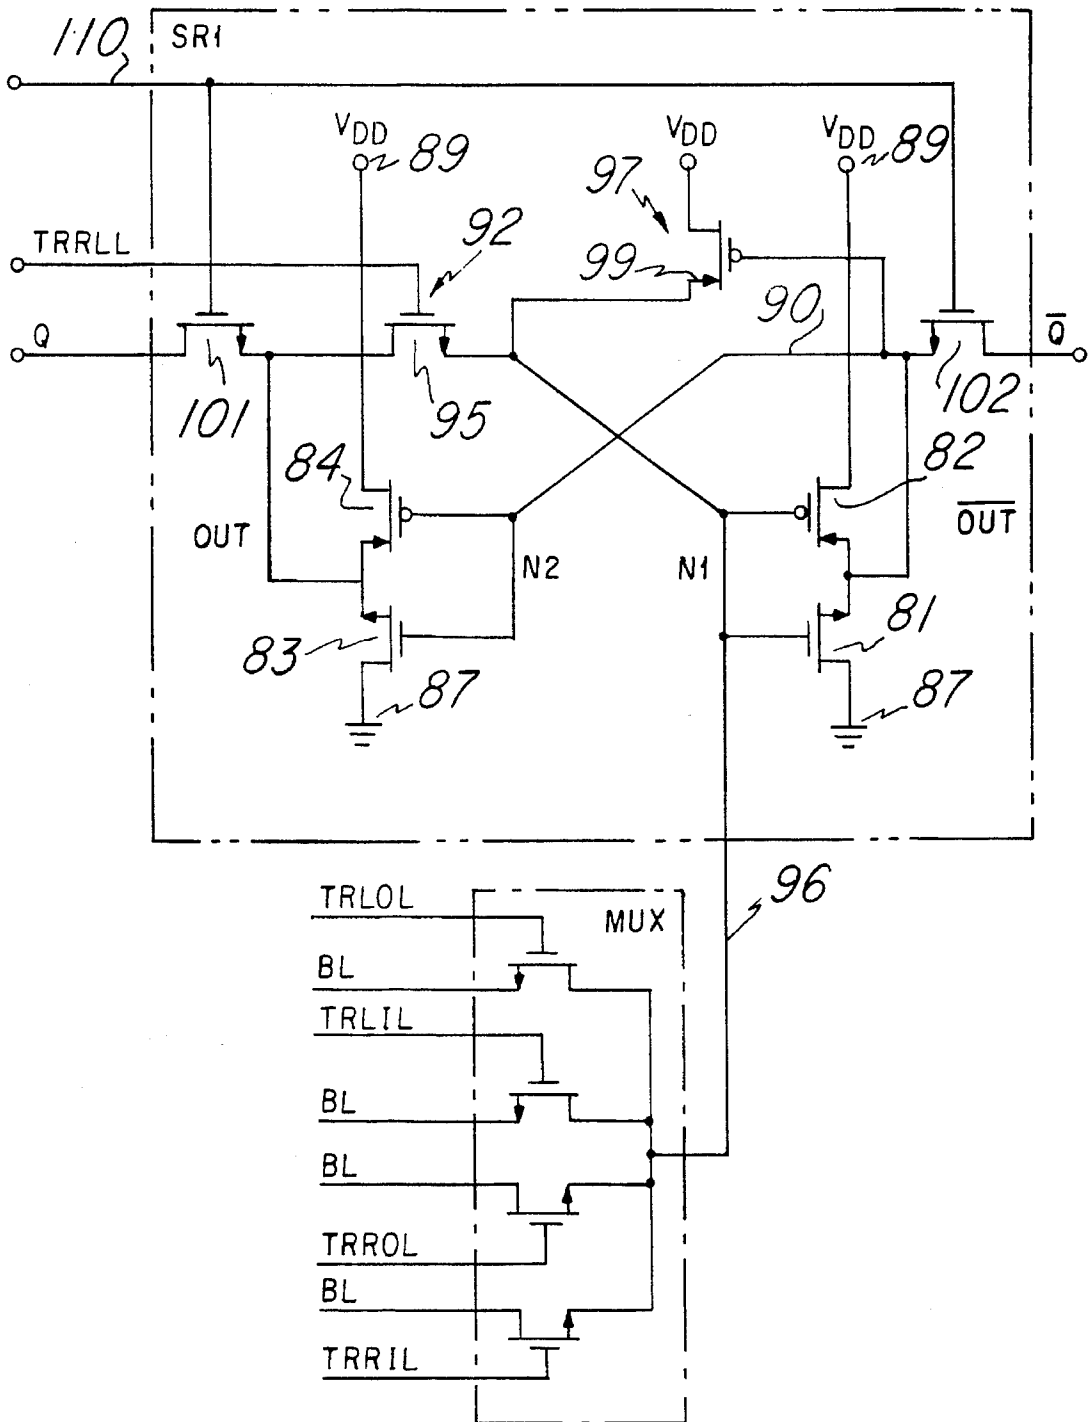 110
SR1
VDD
89
VDD
VDD
89
97
TRRLL
92
99
90
Q
Q̅
101
95
102
84
82
OUT
O̅U̅T̅
N2
N1
83
81
87
87
96
TRLOL
MUX
BL
TRLIL
BL
BL
TRROL
BL
TRRIL